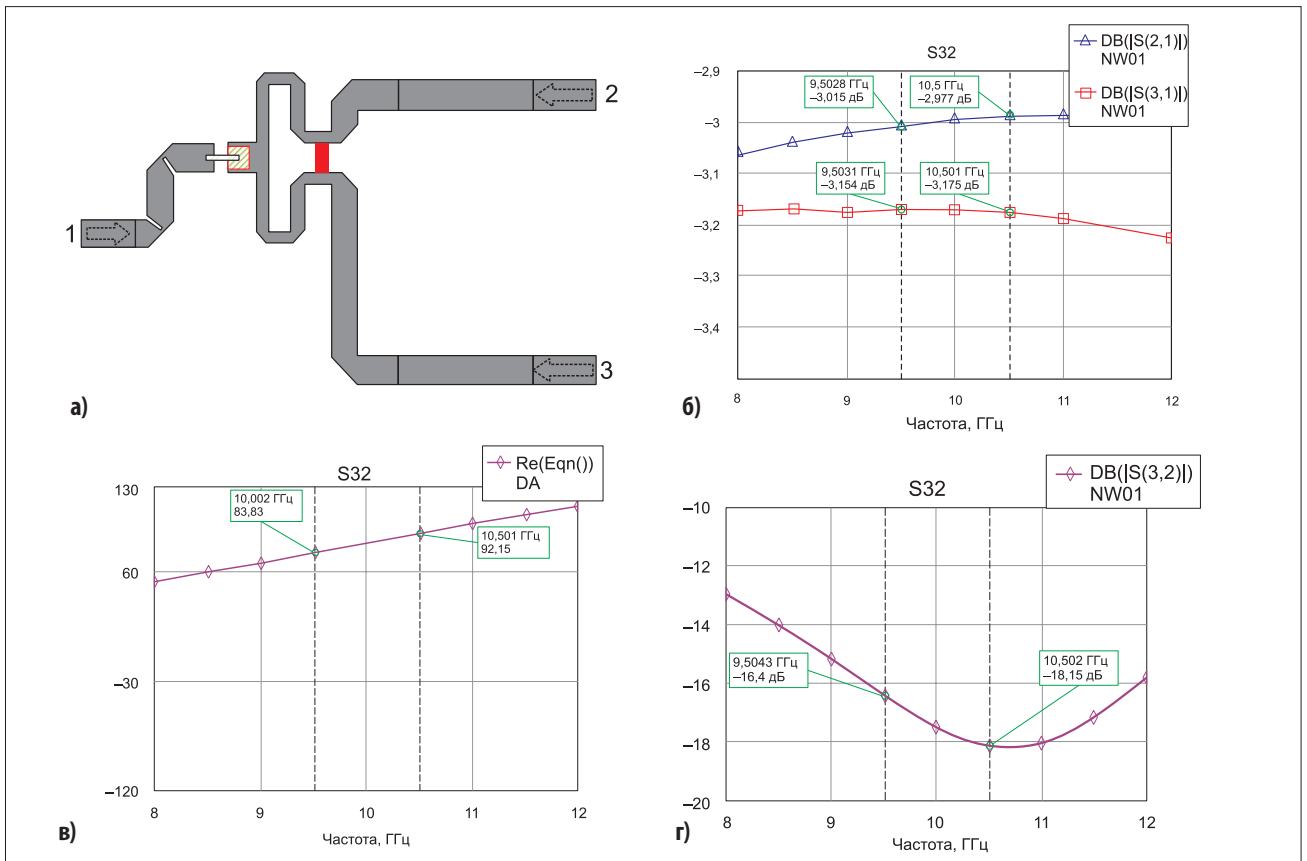 1
2
3
а)
S32
DB(|S(2,1)|)
NW01
DB(|S(3,1)|)
NW01
–2,9
–3
–3,1
–3,2
–3,3
–3,4
9,5028 ГГц
–3,015 дБ
10,5 ГГц
–2,977 дБ
9,5031 ГГц
–3,154 дБ
10,501 ГГц
–3,175 дБ
8
9
10
11
12
Частота, ГГц
б)
S32
Re(Eqn())
DA
130
60
–30
–120
10,002 ГГц
83,83
10,501 ГГц
92,15
8
9
10
11
12
Частота, ГГц
в)
S32
DB(|S(3,2)|)
NW01
–10
–12
–14
–16
–18
–20
9,5043 ГГц
–16,4 дБ
10,502 ГГц
–18,15 дБ
8
9
10
11
12
Частота, ГГц
г)